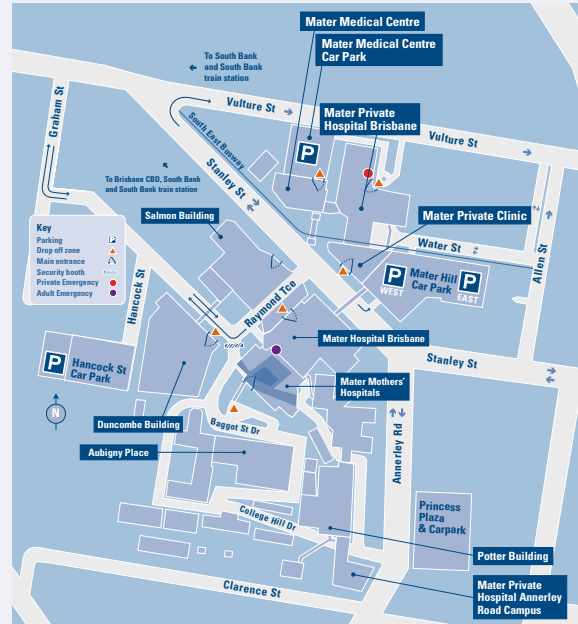 Mater Medical Centre
Mater Medical Centre
Car Park
To South Bank
and South Bank
train station
Vulture St
Mater Private
Hospital Brisbane
Vulture St
Graham St
South East Busway
Stanley St
P
To Brisbane CBD, South Bank
and South Bank train station
Salmon Building
Mater Private Clinic
Key
Parking
P
Drop off zone
Main entrance
Security booth
Private Emergency
Adult Emergency
Water St
Allen St
P
WEST
Mater Hill
Car Park
P
EAST
Hancock St
Raymond Tce
Mater Hospital Brisbane
Stanley St
P
Hancock St
Car Park
Mater Mothers'
Hospitals
N
Duncombe Building
Baggot St Dr
Annerley Rd
Aubigny Place
College Hill Dr
Princess
Plaza
& Carpark
Potter Building
Clarence St
Mater Private
Hospital Annerley
Road Campus